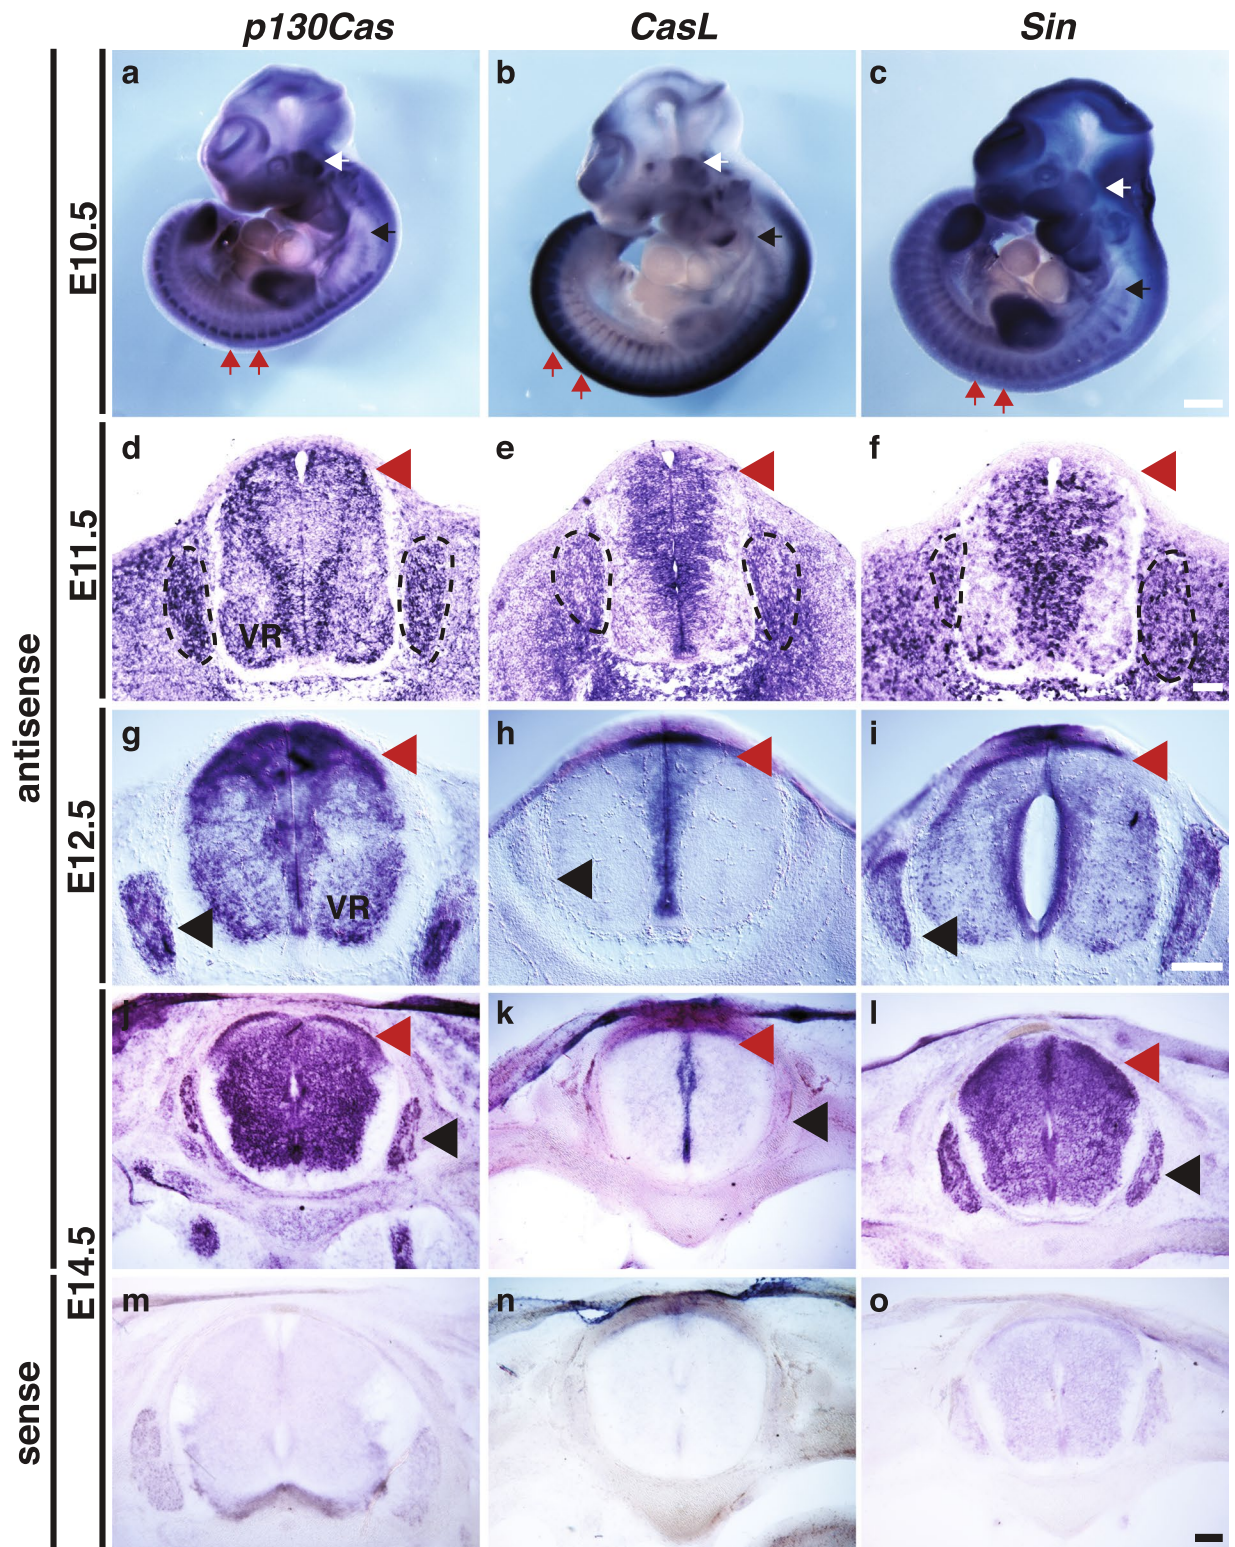 p130Cas CasL Sin
a b c
E10.5
d e f
E11.5
VR
antisense
g h i
E12.5
VR
j k l
E14.5
m n o
sense